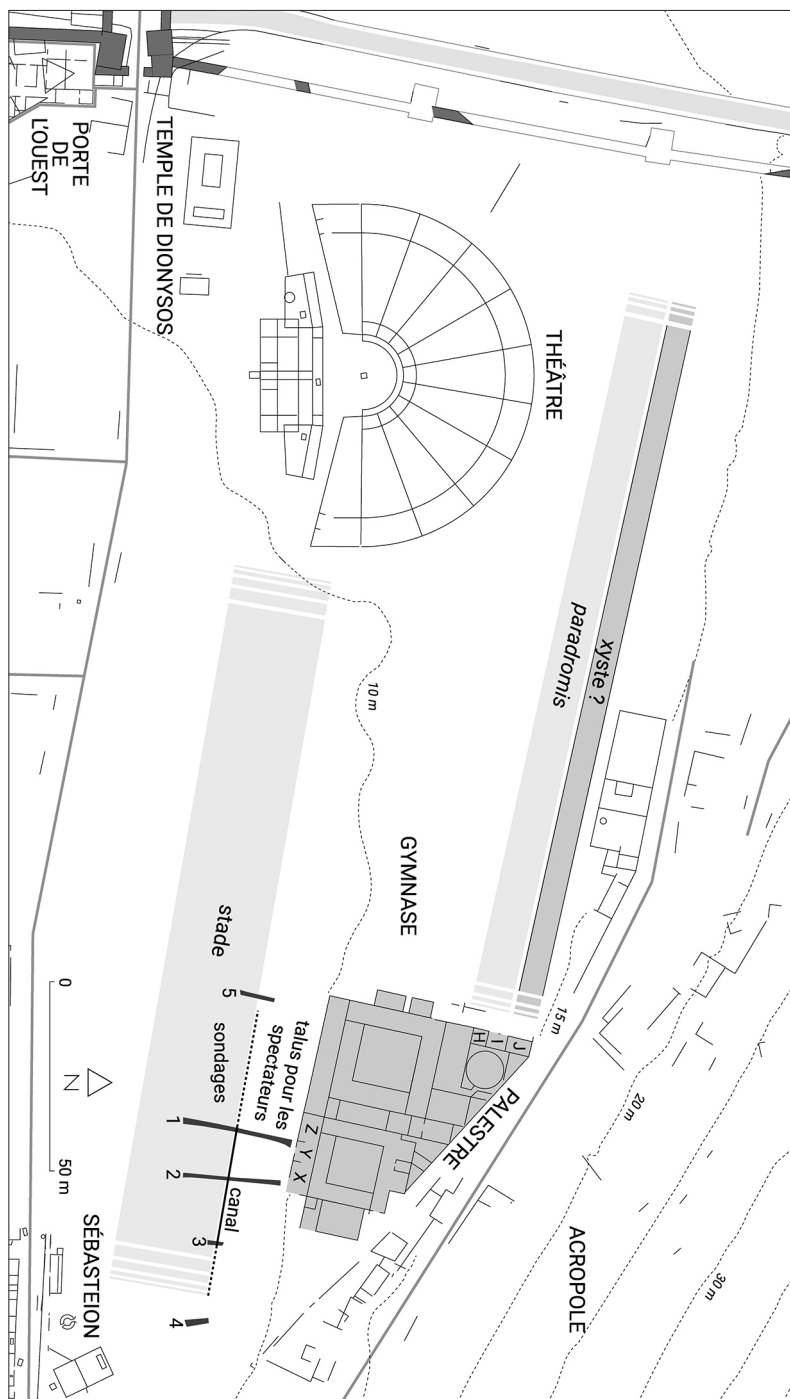 PORTE
DE
L'OUEST
TEMPLE DE DIONYSOS
THÉÂTRE
xyste ?
paradromis
10 m
GYMNASE
stade
5
sondages
talus pour les
spectateurs
15 m
H
I
J
PALESTRE
20 m
0
N
50 m
1
2
Z
Y
X
canal
3
4
SÉBASTEION
ACROPOLE
30 m